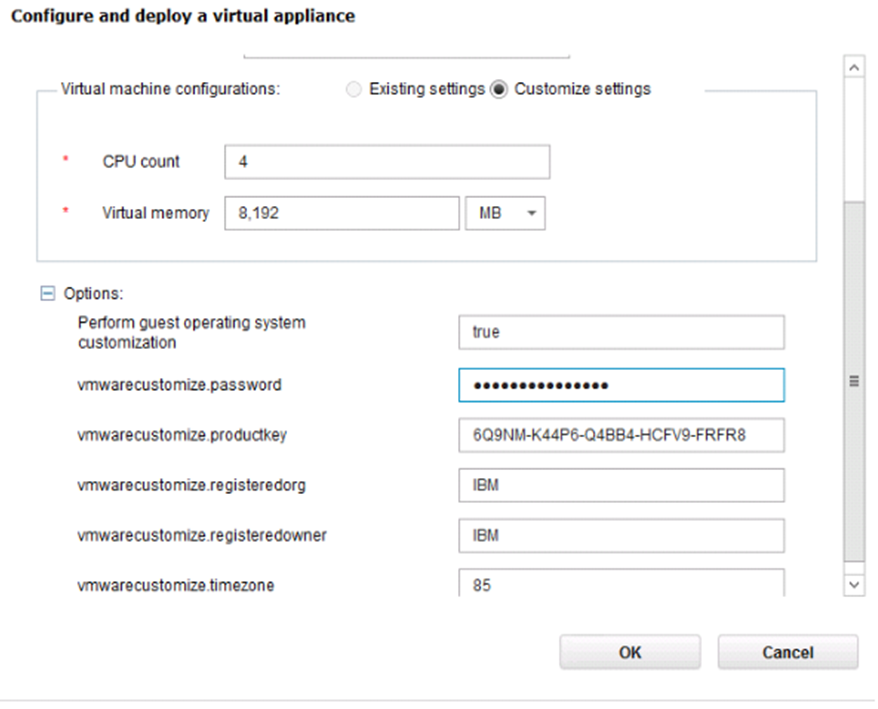 Configure and deploy a virtual appliance
Virtual machine configurations: Existing settings Customize settings
* CPU count 4
* Virtual memory 8,192 MB
Options:
Perform guest operating system
customization true
vmwarecustomize.password •••••••••••••••
vmwarecustomize.productkey 6Q9NM-K44P6-Q4BB4-HCFV9-FRFR8
vmwarecustomize.registeredorg IBM
vmwarecustomize.registeredowner IBM
vmwarecustomize.timezone 85
OK Cancel